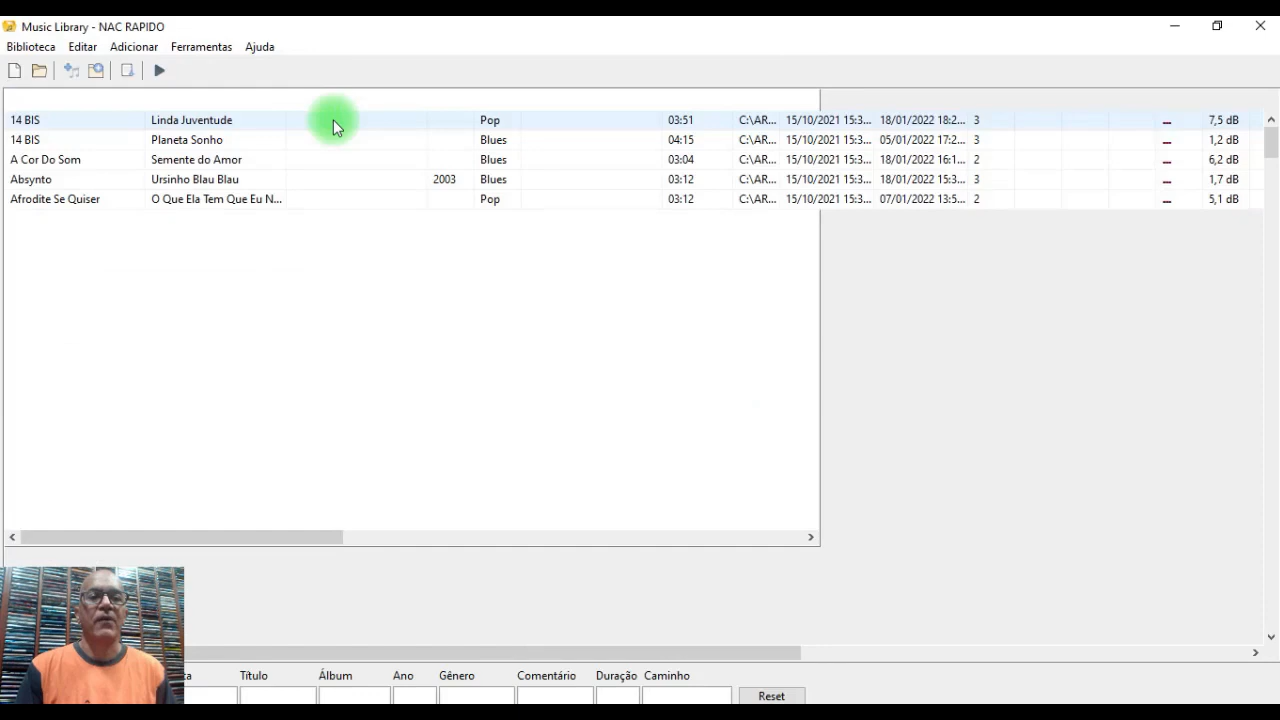 Music Library - NAC RAPIDO
Biblioteca Editar Adicionar Ferramentas Ajuda
14 BIS Linda Juventude Pop 03:51 C:\AR... 15/10/2021 15:3... 18/01/2022 18:2... 3 ... 7,5 dB
14 BIS Planeta Sonho Blues 04:15 C:\AR... 15/10/2021 15:3... 05/01/2022 17:2... 3 ... 1,2 dB
A Cor Do Som Semente do Amor Blues 03:04 C:\AR... 15/10/2021 15:3... 18/01/2022 16:1... 2 ... 6,2 dB
Absynto Ursinho Blau Blau 2003 Blues 03:12 C:\AR... 15/10/2021 15:3... 18/01/2022 15:3... 3 ... 1,7 dB
Afrodite Se Quiser O Que Ela Tem Que Eu N... Pop 03:12 C:\AR... 15/10/2021 15:3... 07/01/2022 13:5... 2 ... 5,1 dB
Título Álbum Ano Gênero Comentário Duração Caminho
Reset